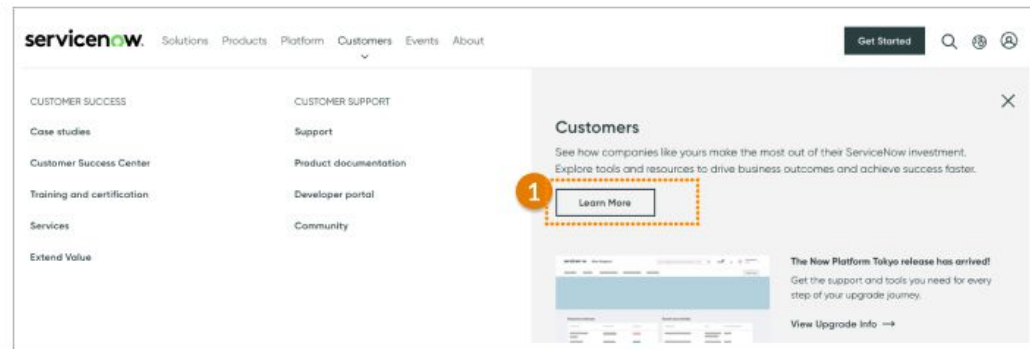 servicenow. Solutions Products Platform Customers Events About Get Started
CUSTOMER SUCCESS
Case studies
Customer Success Center
Training and certification
Services
Extend Value
CUSTOMER SUPPORT
Support
Product documentation
Developer portal
Community
Customers
See how companies like yours make the most out of their ServiceNow investment.
Explore tools and resources to drive business outcomes and achieve success faster.
1
Learn More
The Now Platform Tokyo release has arrived!
Get the support and tools you need for every
step of your upgrade journey.
View Upgrade Info →